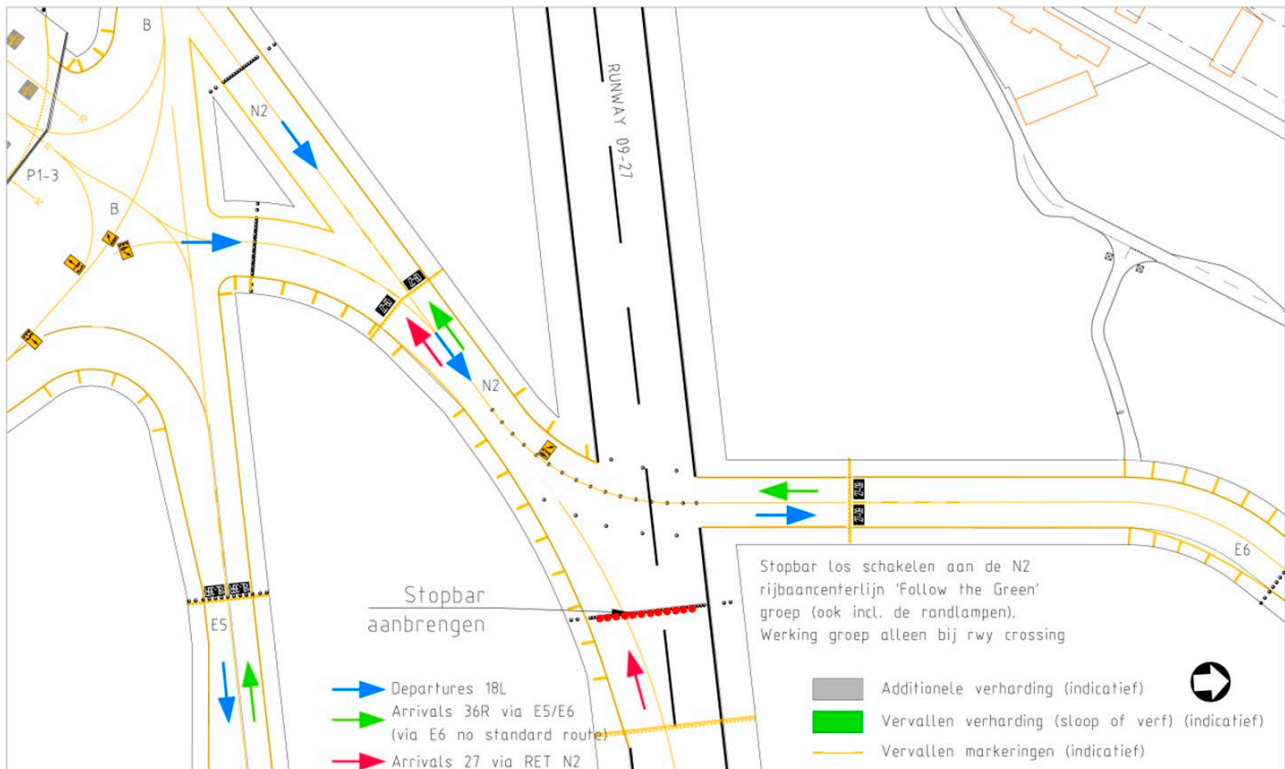 B
N2
RUNWAY 09-27
P1-3
B
N2
E6
E5
Stopbar
aanbrengen
Stopbar los schakelen aan de N2
rijbaancenterlijn 'Follow the Green'
groep (ook incl. de randlampen).
Werking groep alleen bij rwy crossing
Departures 18L
Arrivals 36R via E5/E6
(via E6 no standard route)
Arrivals 27 via RET N2
Additionele verharding (indicatief)
Vervallen verharding (sloop of verf) (indicatief)
Vervallen markeringen (indicatief)